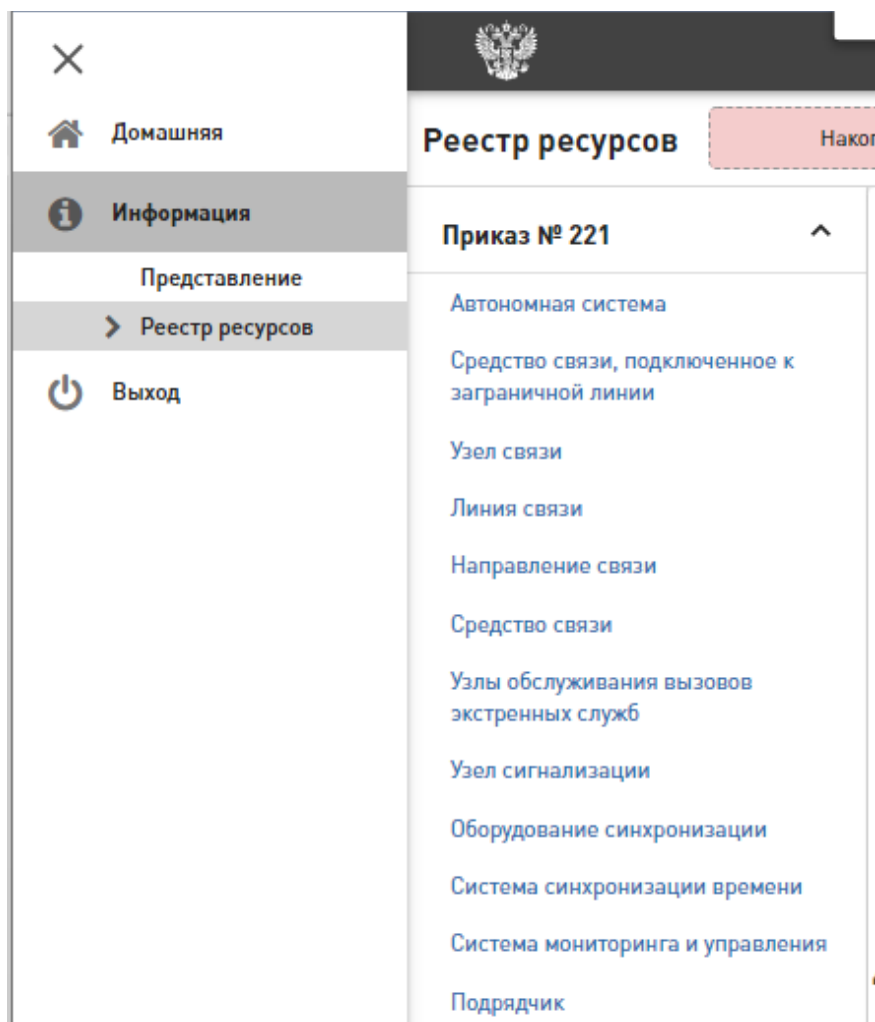 Домашняя
Информация
Представление
Реестр ресурсов
Выход
Реестр ресурсов
Приказ № 221
Автономная система
Средство связи, подключенное к
заграничной линии
Узел связи
Линия связи
Направление связи
Средство связи
Узлы обслуживания вызовов
экстренных служб
Узел сигнализации
Оборудование синхронизации
Система синхронизации времени
Система мониторинга и управления
Подрядчик